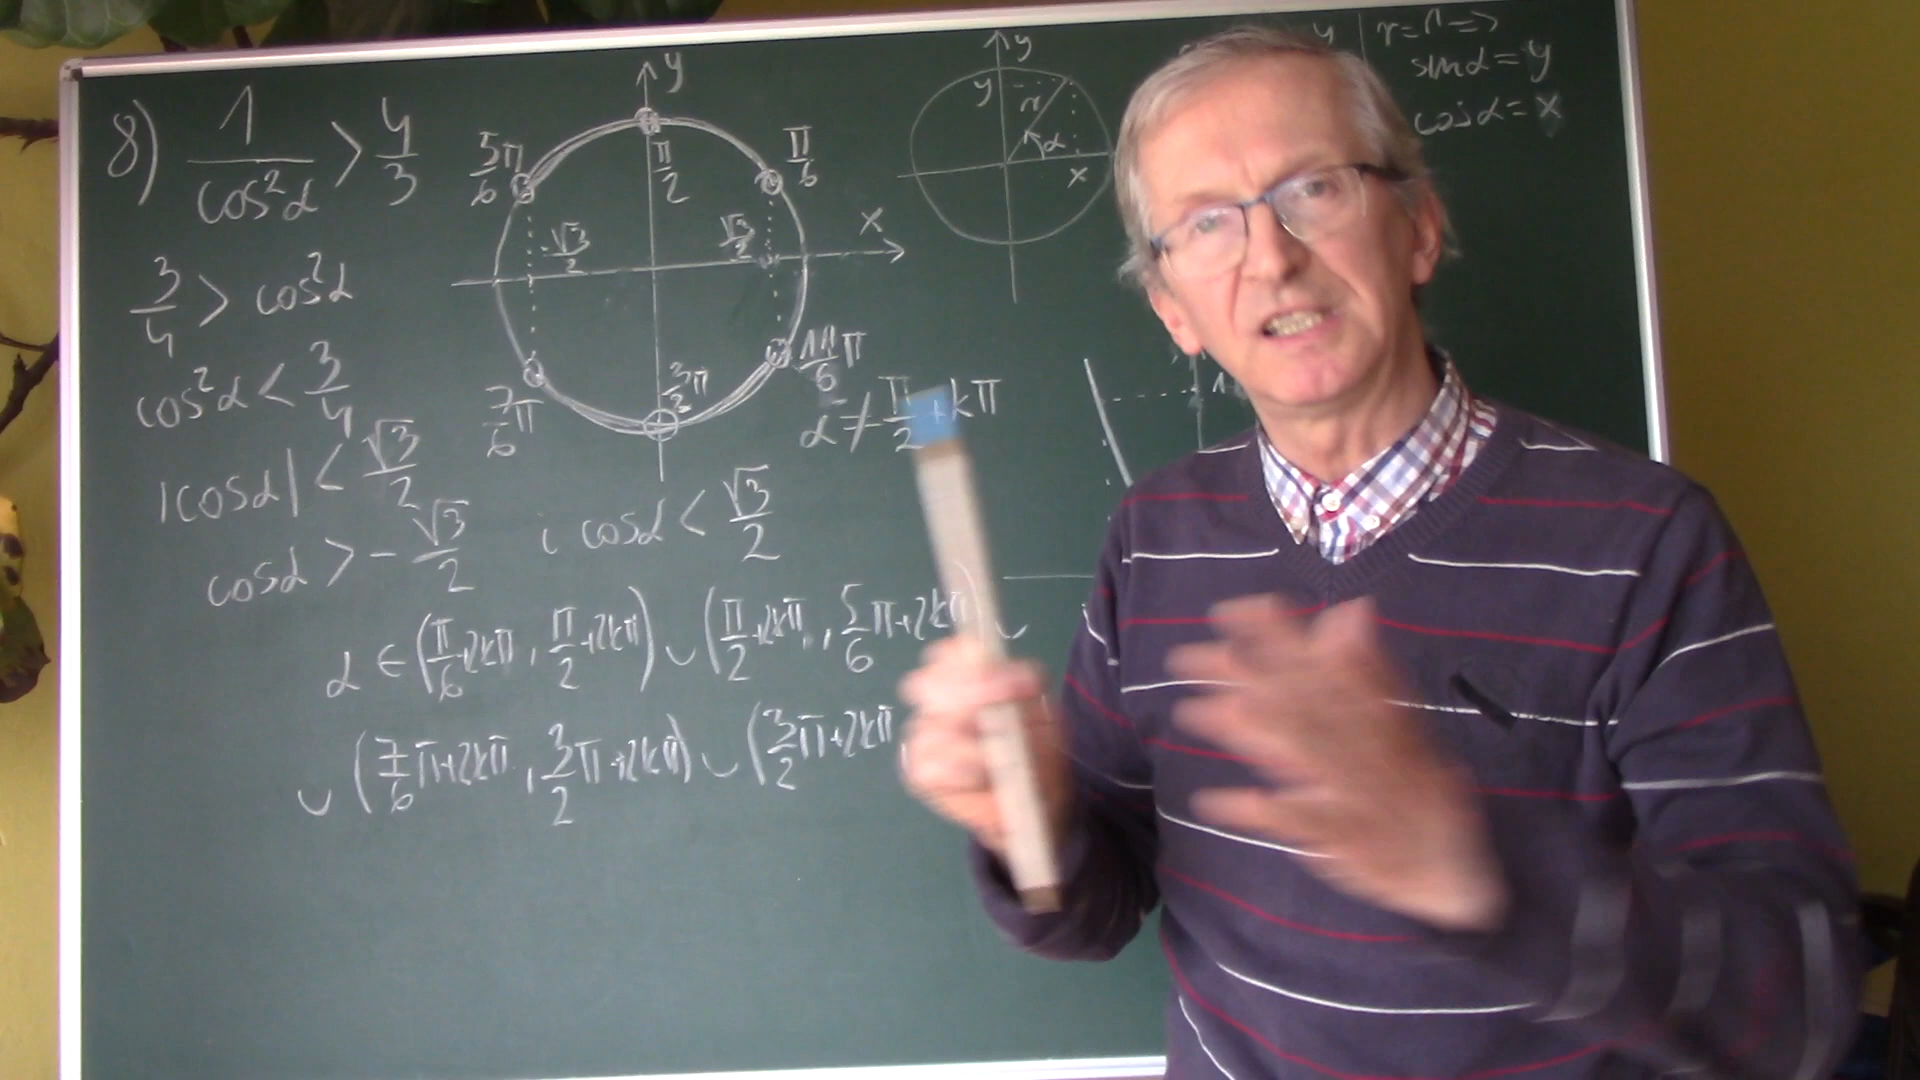 8) 1/cos²α > 4/3
3/4 > cos²α
cos²α < 3/4
|cosα| < √3/2
cosα > -√3/2 i cosα < √3/2
α ∈ (π/6+2kπ, π/2+2kπ) ∪ (π/2+2kπ, 5/6π+2kπ) ∪
∪ (7/6π+2kπ, 3/2π+2kπ) ∪ (3/2π+2kπ,
y
5π/6
π/2
π/6
-√3/2
√3/2
x
7/6π
3/2π
11/6π
α ≠ π/2+kπ
y
y
r
α
x
y
r=1 =>
sinα=y
cosα=x